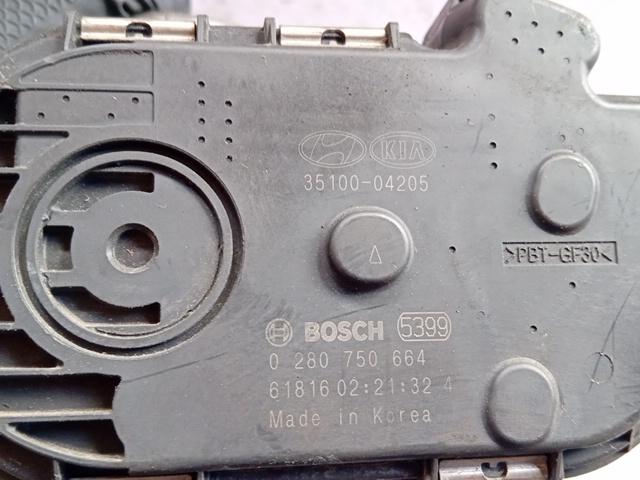 KIA
35100-04205
>PBT-GF30<
BOSCH 5399
0 280 750 664
61816 02:21:32 4
Made in Korea